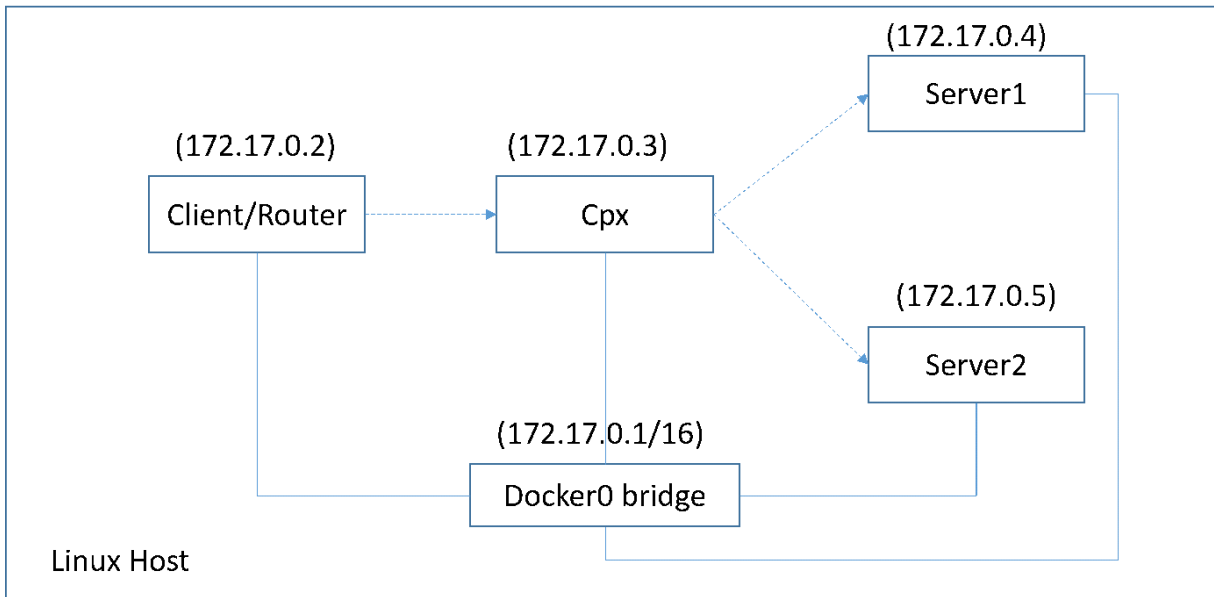 (172.17.0.4)
Server1
(172.17.0.2)
(172.17.0.3)
Client/Router
Cpx
(172.17.0.5)
Server2
(172.17.0.1/16)
Docker0 bridge
Linux Host